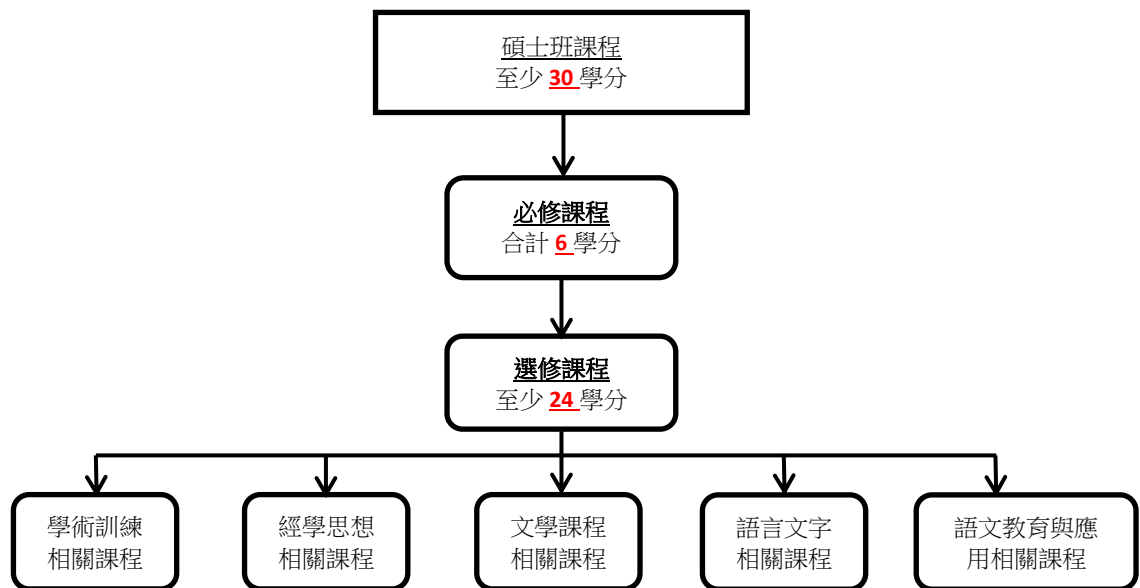 碩士班課程
至少 30 學分
必修課程
合計 6 學分
選修課程
至少 24 學分
學術訓練
相關課程
經學思想
相關課程
文學課程
相關課程
語言文字
相關課程
語文教育與應
用相關課程